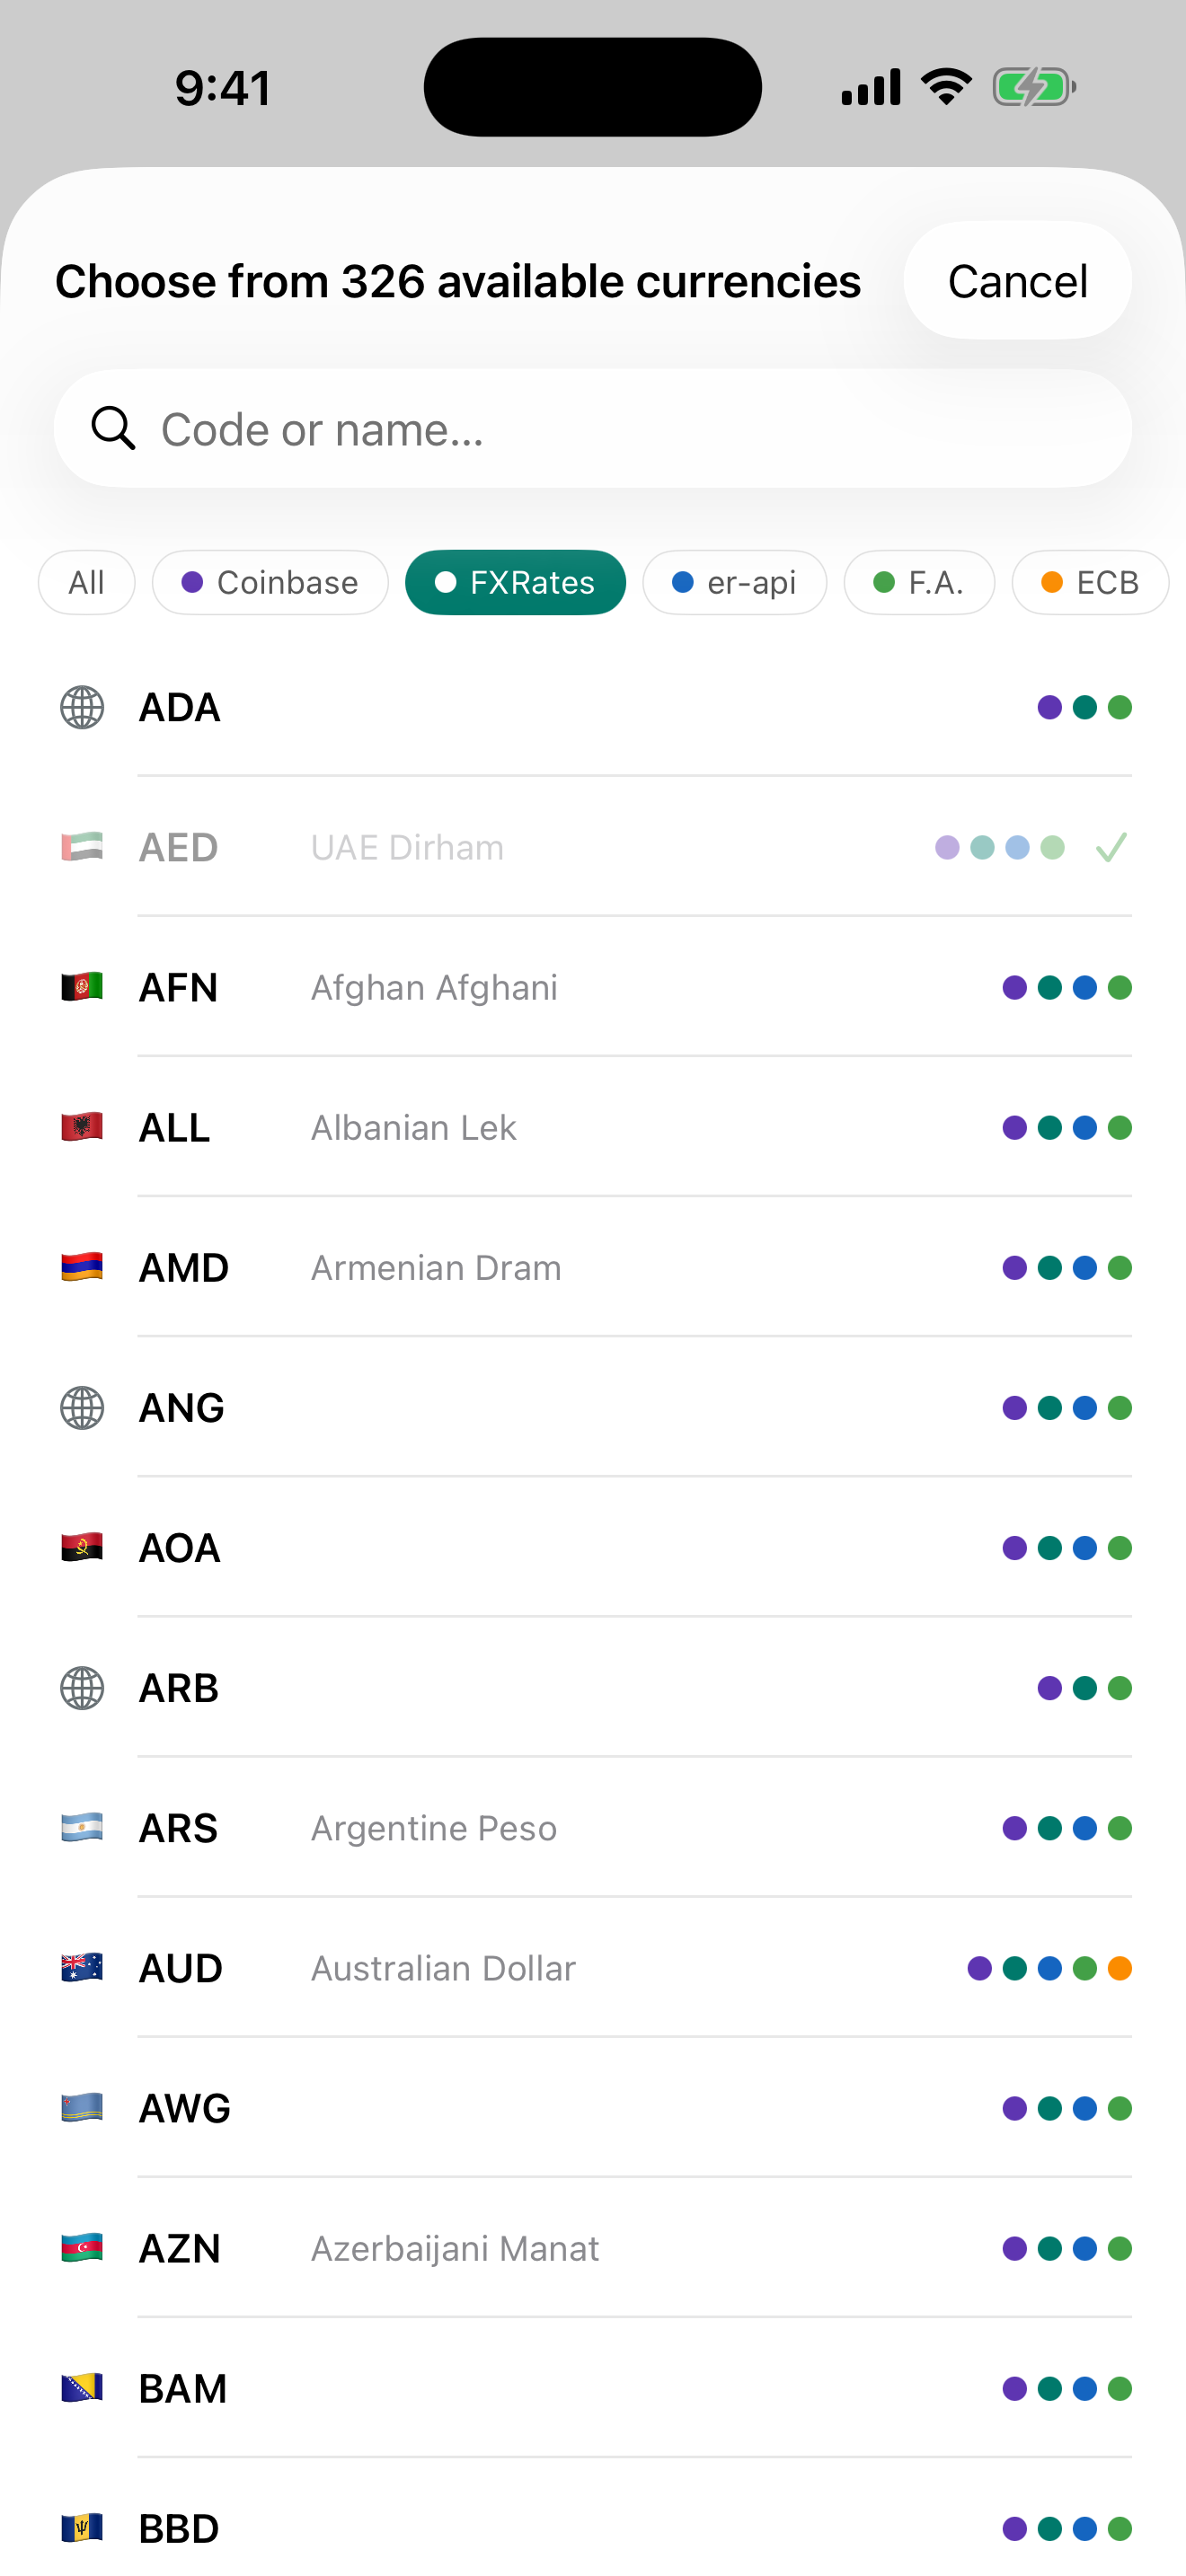 9:41
Choose from 326 available currencies
Cancel
Code or name...
All
Coinbase
FXRates
er-api
F.A.
ECB
ADA
AED UAE Dirham
AFN Afghan Afghani
ALL Albanian Lek
AMD Armenian Dram
ANG
AOA
ARB
ARS Argentine Peso
AUD Australian Dollar
AWG
AZN Azerbaijani Manat
BAM
BBD